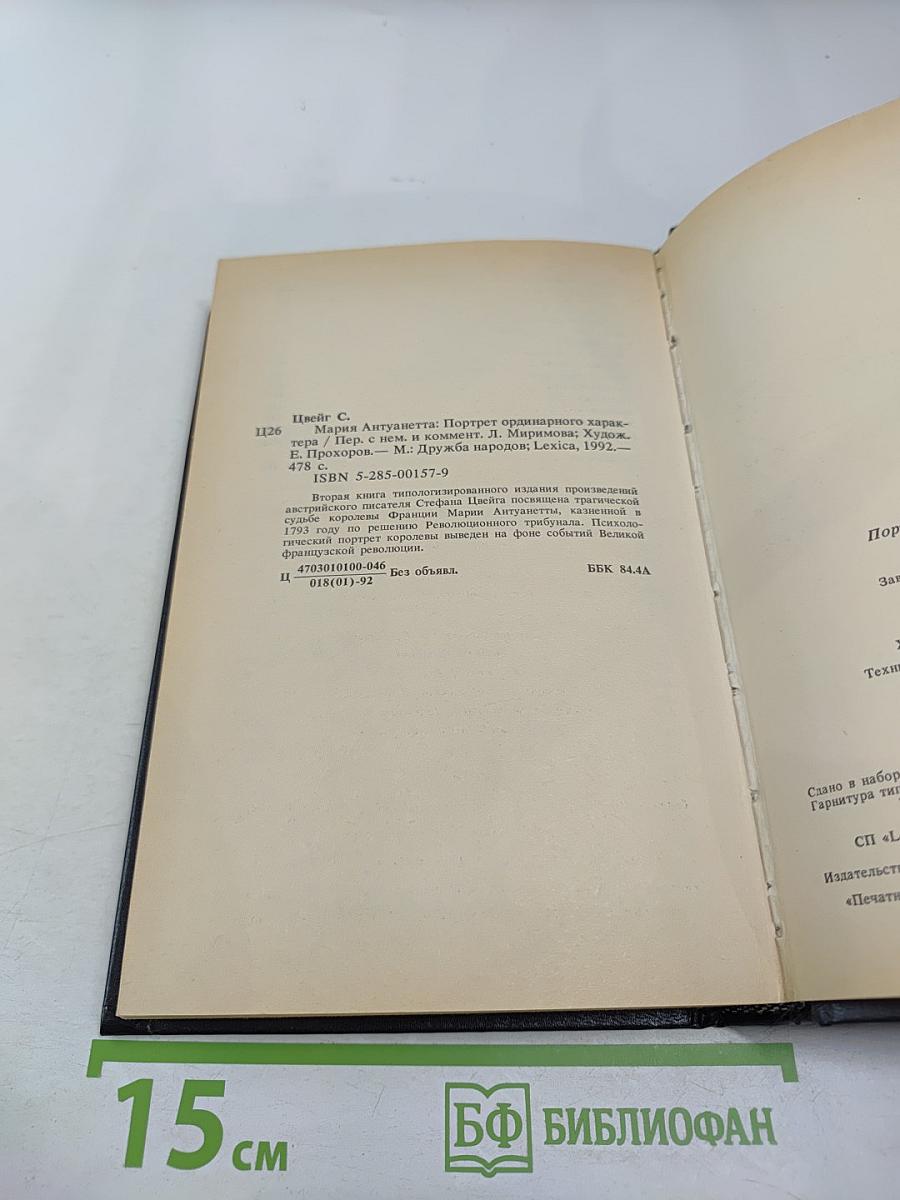 Цвейг С.
Ц26
Мария Антуанетта: Портрет ординарного харак-
тера / Пер. с нем. и коммент. Л. Миримова; Худож.
Е. Прохоров.— М.: Дружба народов; Lexica, 1992.—
478 с.
ISBN 5-285-00157-9
Вторая книга типологизированного издания произведений
австрийского писателя Стефана Цвейга посвящена трагической
судьбе королевы Франции Марии Антуанетты, казненной в
1793 году по решению Революционного трибунала. Психоло-
гический портрет королевы выведен на фоне событий Великой
французской революции.
Ц 4703010100-046 Без объявл. ББК 84.4А
018(01)-92
Пор
Зав
Техни
Сдано в набор
Гарнитура тип
СП «L
Издательств
«Печатн
15 см
БФ БИБЛИОФАН